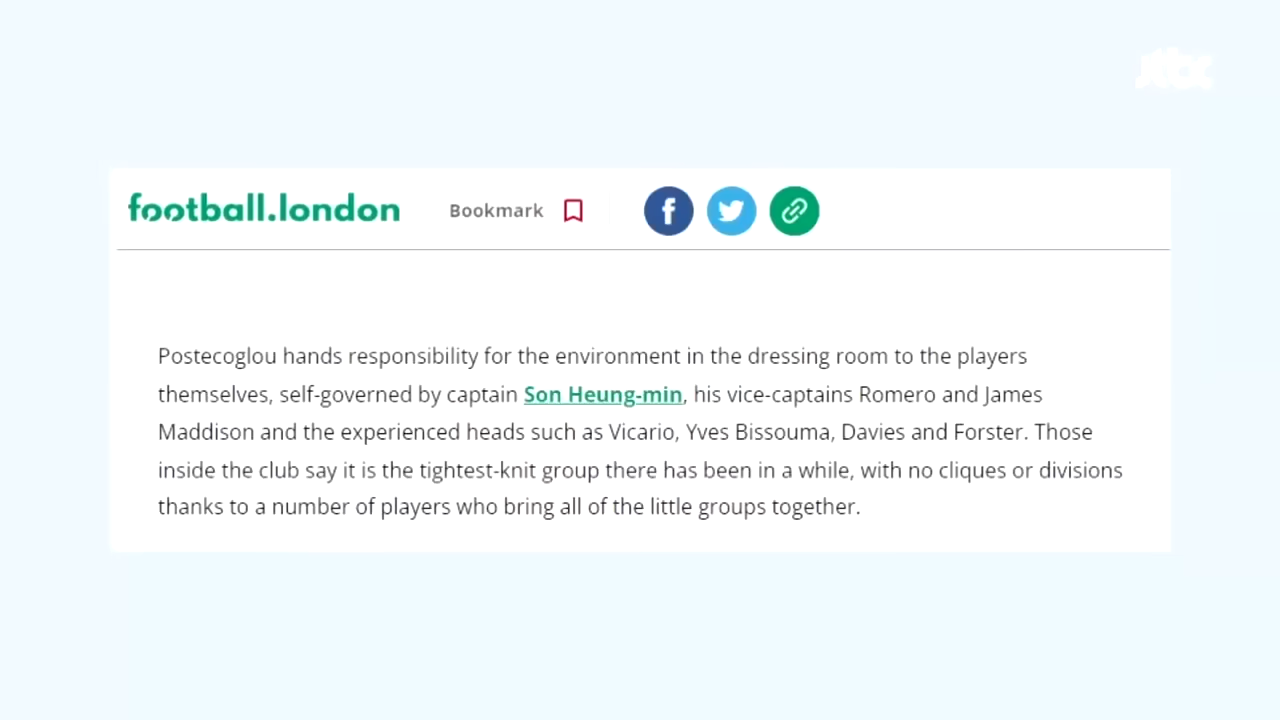 JTBC
football.london
Bookmark
Postecoglou hands responsibility for the environment in the dressing room to the players
themselves, self-governed by captain Son Heung-min, his vice-captains Romero and James
Maddison and the experienced heads such as Vicario, Yves Bissouma, Davies and Forster. Those
inside the club say it is the tightest-knit group there has been in a while, with no cliques or divisions
thanks to a number of players who bring all of the little groups together.